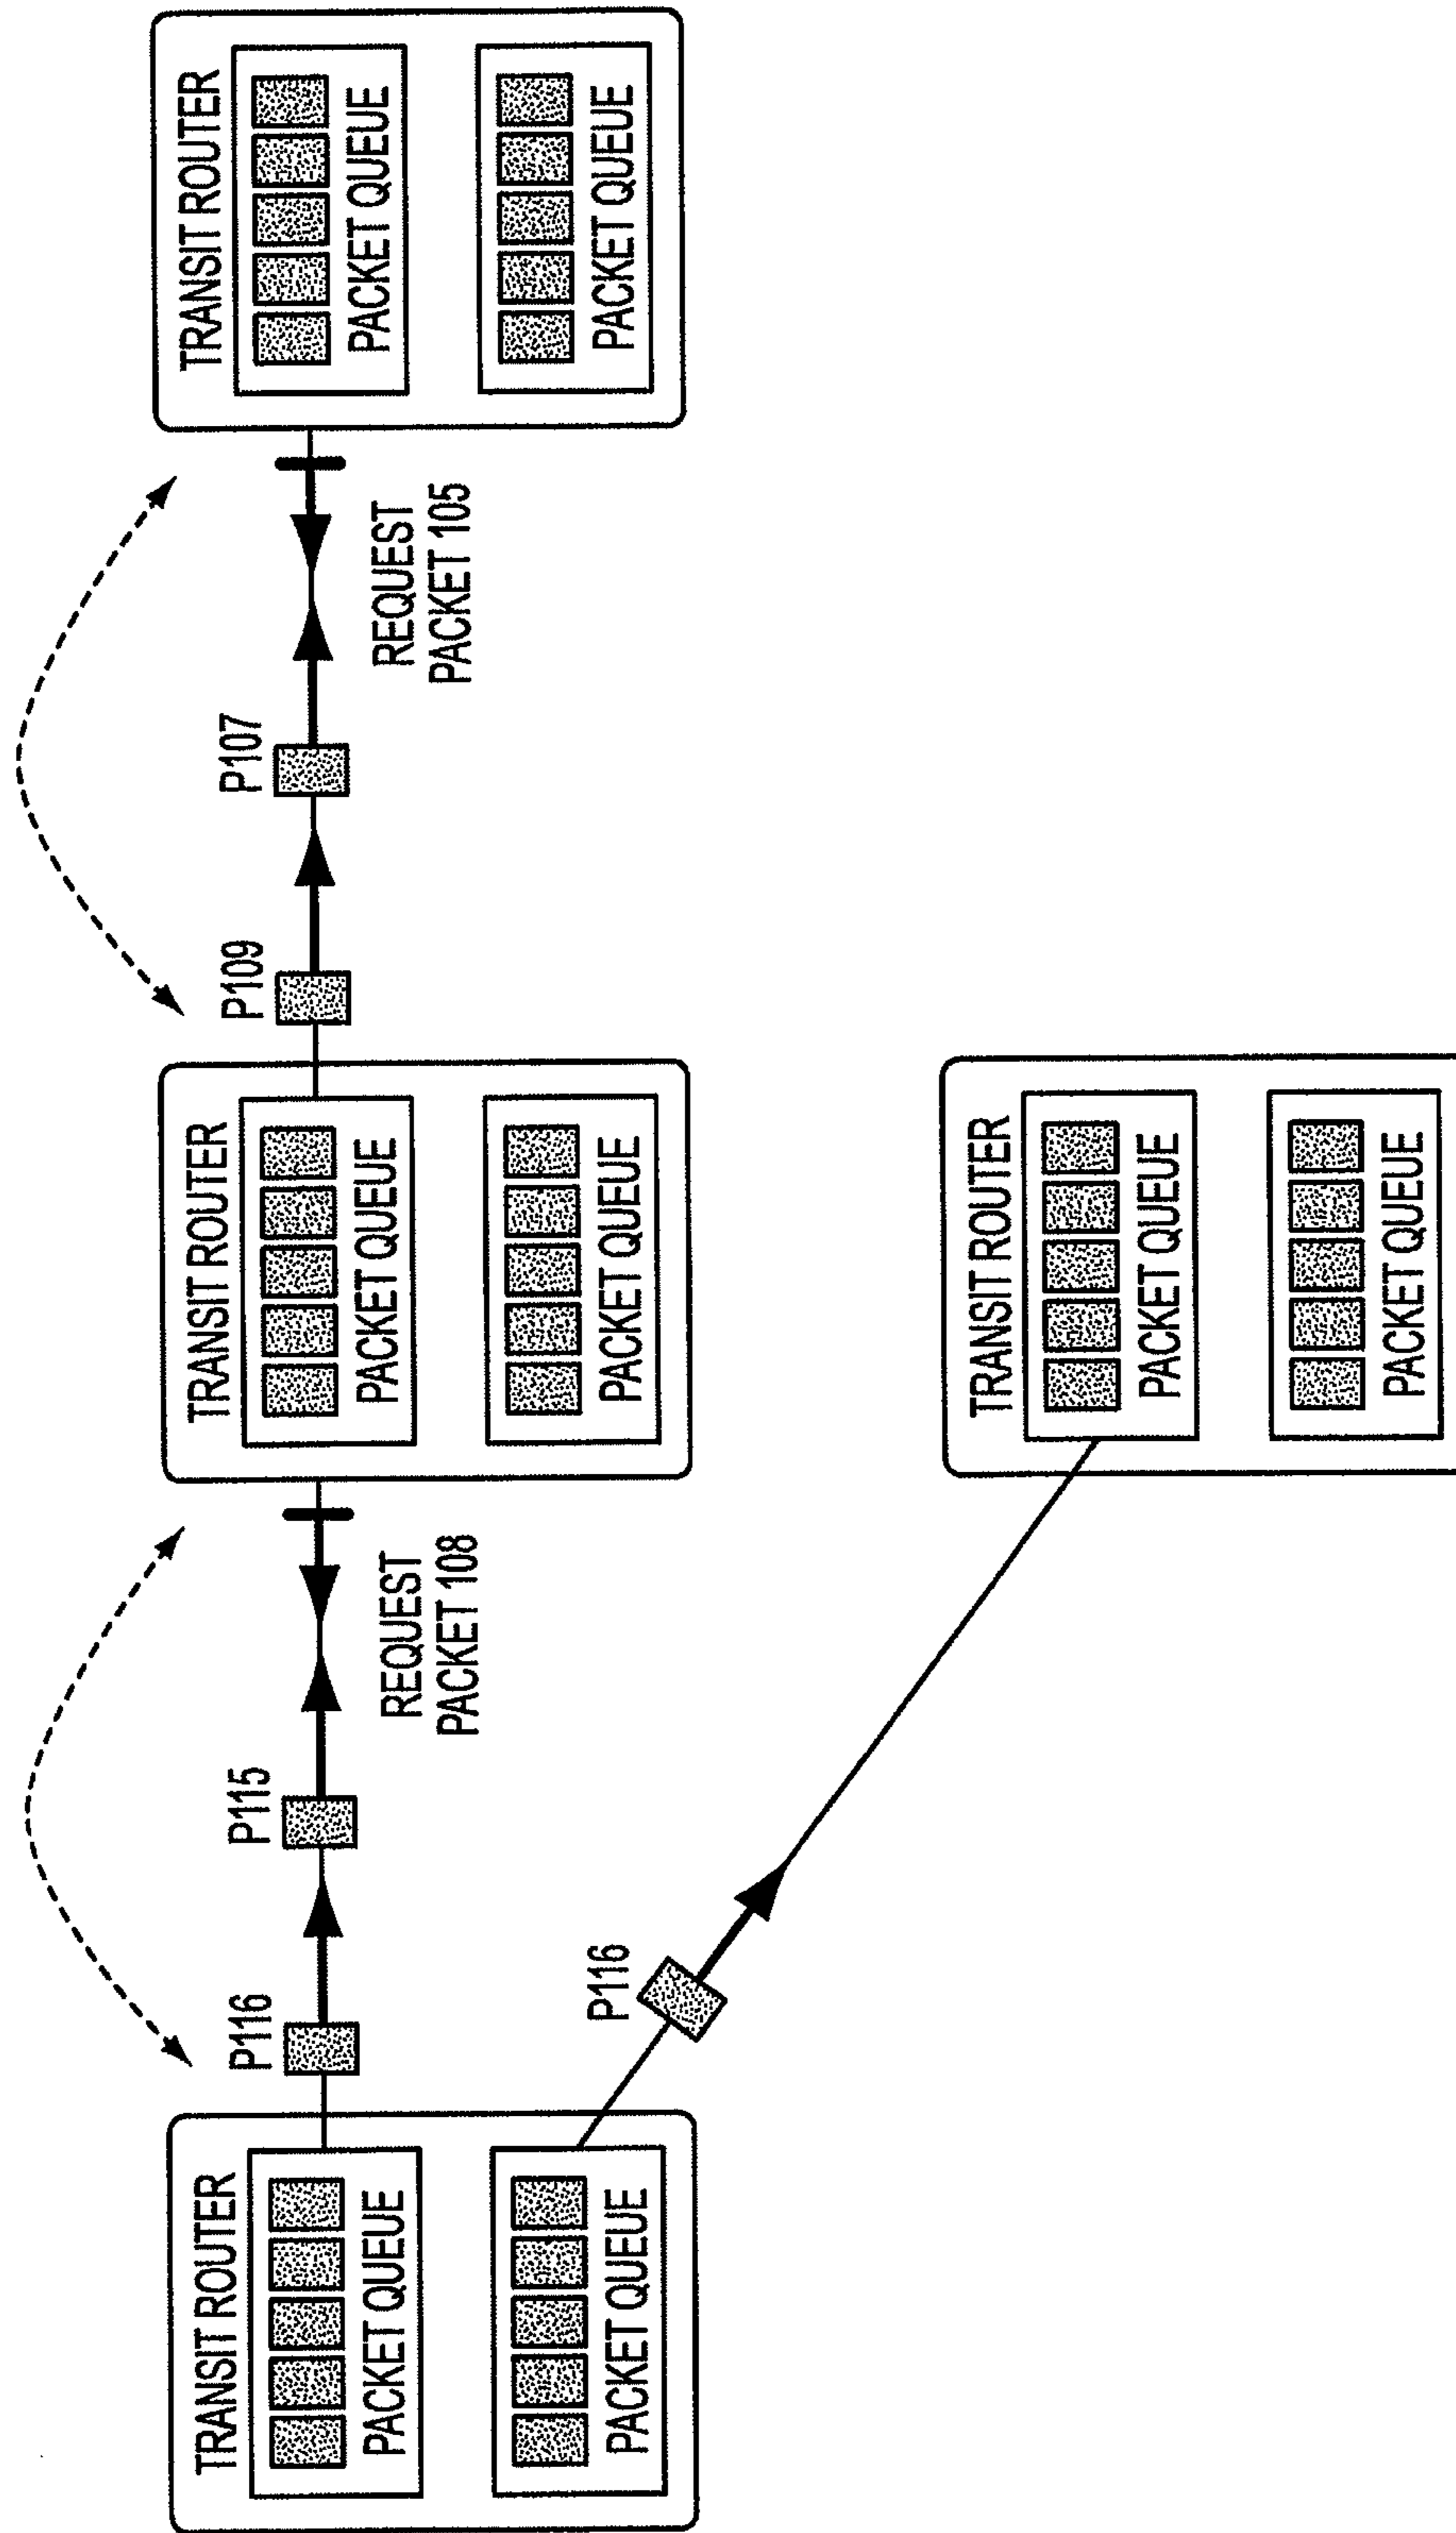 TRANSIT ROUTER
PACKET QUEUE
PACKET QUEUE
P116
P115
REQUEST
PACKET 108
P116
TRANSIT ROUTER
PACKET QUEUE
PACKET QUEUE
P109
P107
REQUEST
PACKET 105
TRANSIT ROUTER
PACKET QUEUE
PACKET QUEUE
TRANSIT ROUTER
PACKET QUEUE
PACKET QUEUE